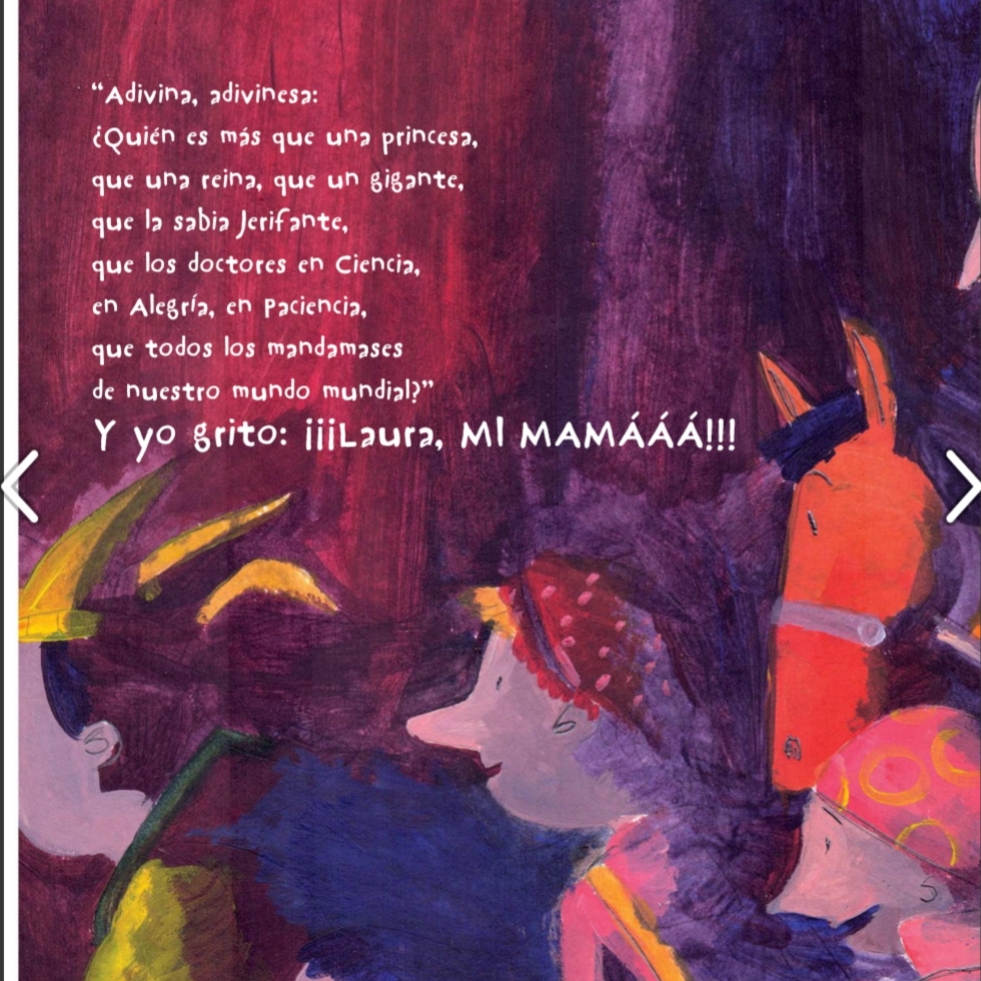 “Adivina, adivinesa:
¿Quién es más que una princesa,
que una reina, que un gigante,
que la sabia Jerifante,
que los doctores en Ciencia,
en Alegría, en Paciencia,
que todos los mandamases
de nuestro mundo mundial?”
Y yo grito: ¡¡¡Laura, MI MAMÁÁÁ!!!